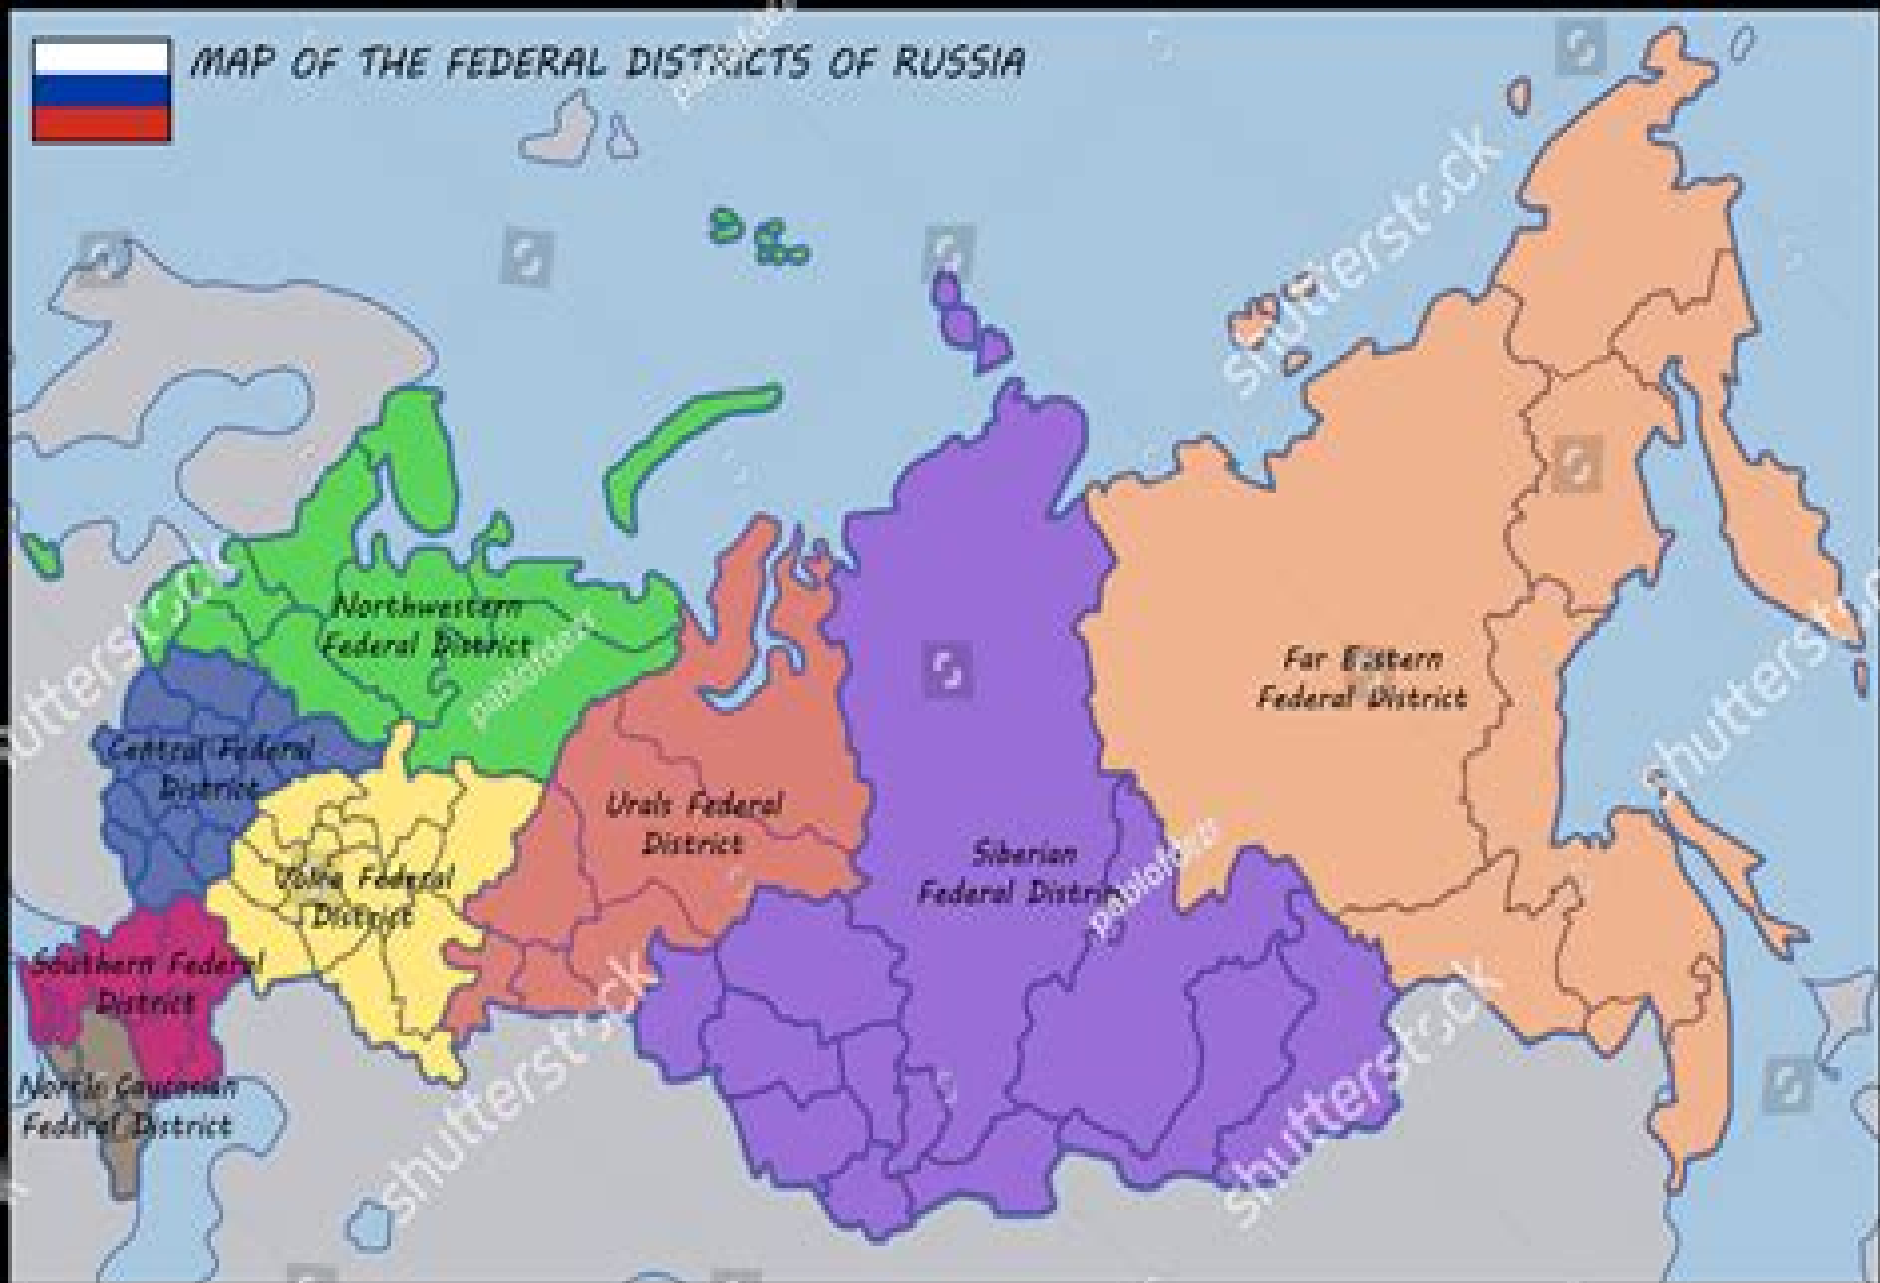 MAP OF THE FEDERAL DISTRICTS OF RUSSIA
Northwestern
Federal District
Central Federal
District
Volga Federal
District
Southern Federal
District
North Caucasian
Federal District
Urals Federal
District
Siberian
Federal District
Far Eastern
Federal District
shutterstock
shutterstock
shutterstock
shutterstock
shutterstock
pabloféxt